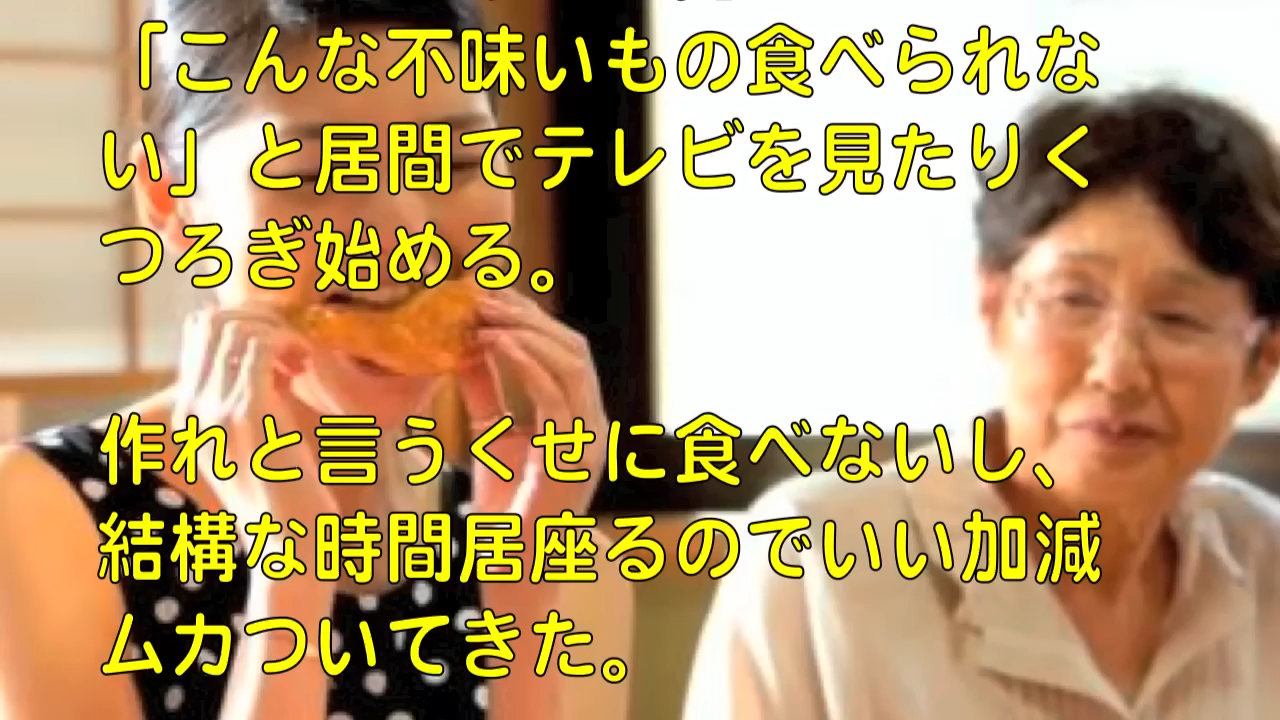 「こんな不味いもの食べられな
い」と居間でテレビを見たりく
つろぎ始める。
作れと言うくせに食べないし、
結構な時間居座るのでいい加減
ムカついてきた。